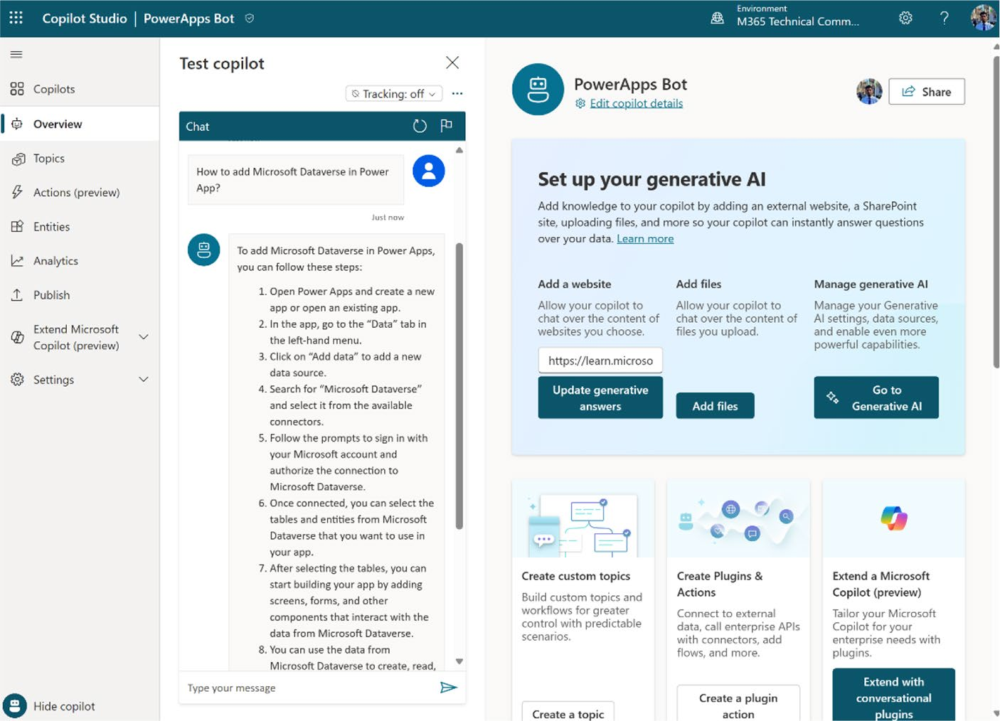 Copilot Studio | PowerApps Bot
Environment
M365 Technical Comm...
?
Copilots
Overview
Topics
Actions (preview)
Entities
Analytics
Publish
Extend Microsoft
Copilot (preview)
Settings
Hide copilot
Test copilot
Tracking: off
Chat
How to add Microsoft Dataverse in Power
App?
Just now
To add Microsoft Dataverse in Power Apps,
you can follow these steps:
1. Open Power Apps and create a new
app or open an existing app.
2. In the app, go to the “Data” tab in
the left-hand menu.
3. Click on “Add data” to add a new
data source.
4. Search for “Microsoft Dataverse”
and select it from the available
connectors.
5. Follow the prompts to sign in with
your Microsoft account and
authorize the connection to
Microsoft Dataverse.
6. Once connected, you can select the
tables and entities from Microsoft
Dataverse that you want to use in
your app.
7. After selecting the tables, you can
start building your app by adding
screens, forms, and other
components that interact with the
data from Microsoft Dataverse.
8. You can use the data from
Microsoft Dataverse to create, read,
Type your message
PowerApps Bot
Edit copilot details
Share
Set up your generative AI
Add knowledge to your copilot by adding an external website, a SharePoint
site, uploading files, and more so your copilot can instantly answer questions
over your data. Learn more
Add a website
Allow your copilot to
chat over the content of
websites you choose.
https://learn.microso
Update generative
answers
Add files
Allow your copilot to
chat over the content of
files you upload.
Add files
Manage generative AI
Manage your Generative
AI settings, data sources,
and enable even more
powerful capabilities.
Go to
Generative AI
Create custom topics
Build custom topics and
workflows for greater
control with predictable
scenarios.
Create a topic
Create Plugins &
Actions
Connect to external
data, call enterprise APIs
with connectors, add
flows, and more.
Create a plugin
action
Extend a Microsoft
Copilot (preview)
Tailor your Microsoft
Copilot for your
enterprise needs with
plugins.
Extend with
conversational
plugins